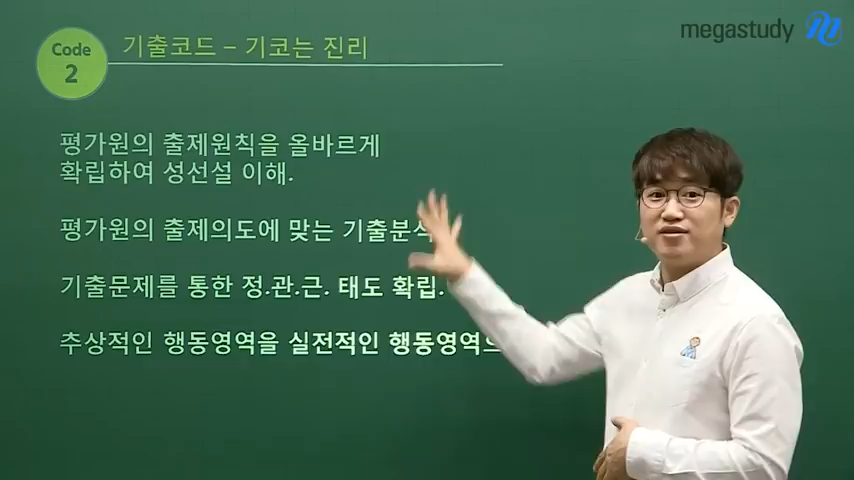 megastudy
Code
2
기출코드 – 기코는 진리
평가원의 출제원칙을 올바르게
확립하여 성선설 이해.
평가원의 출제의도에 맞는 기출분석
기출문제를 통한 정.관.근. 태도 확립.
추상적인 행동영역을 실전적인 행동영역으